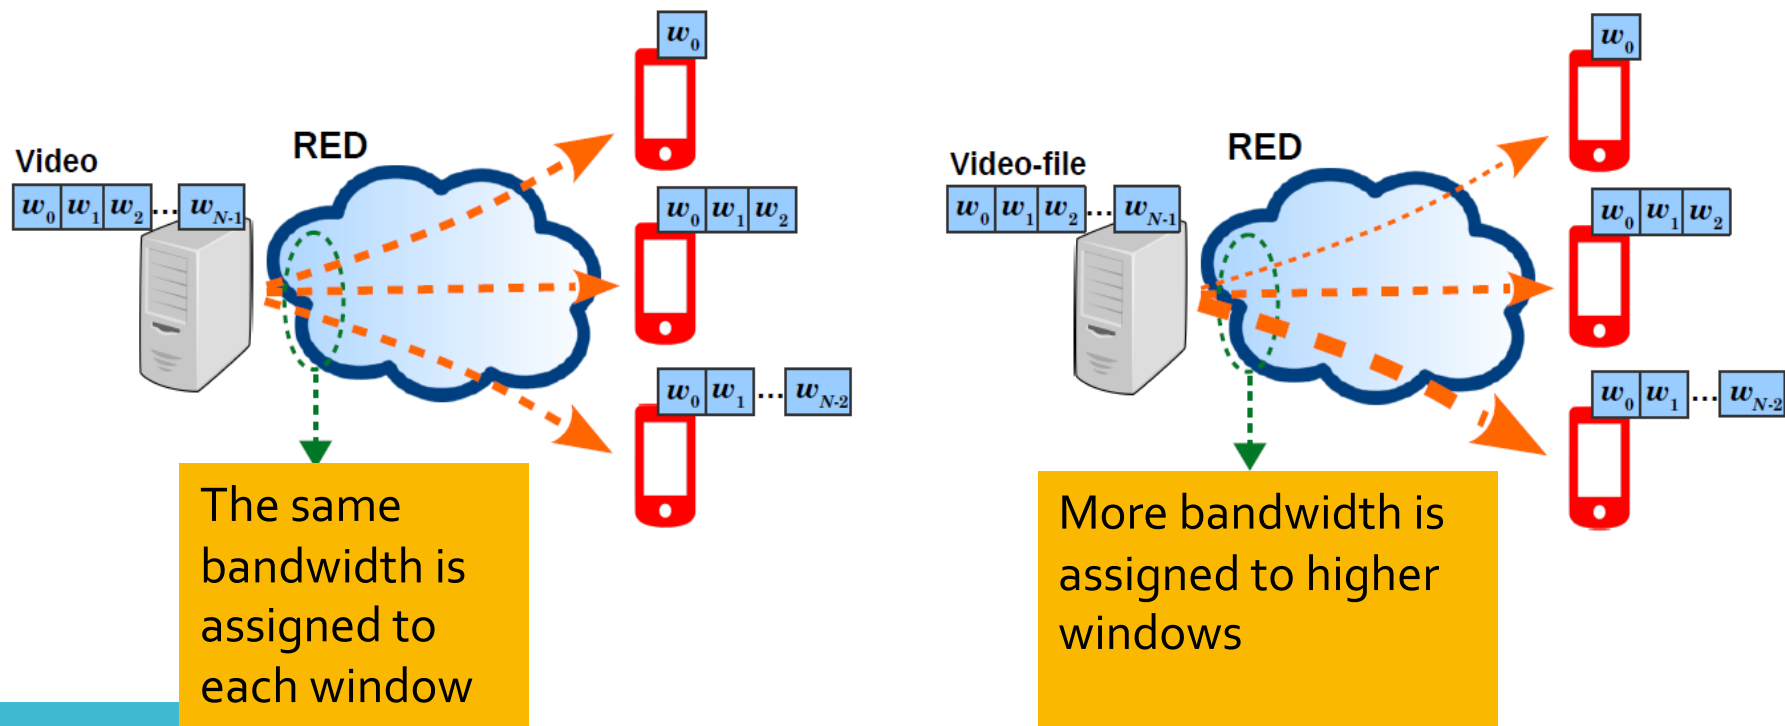 w0
RED
Video
w0 w1 w2 ... wN-1
w0 w1 w2
w0 w1 ... wN-2
The same
bandwidth is
assigned to
each window
w0
RED
Video-file
w0 w1 w2 ... wN-1
w0 w1 w2
w0 w1 ... wN-2
More bandwidth is
assigned to higher
windows